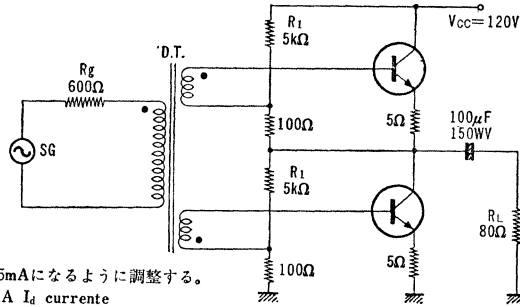 R1
5kΩ
VCC=120V
D.T.
Rg
600Ω
SG
100Ω
5Ω
100μF
150WV
R1
5kΩ
RL
80Ω
100Ω
5Ω
5mAになるように調整する。
A Id currente